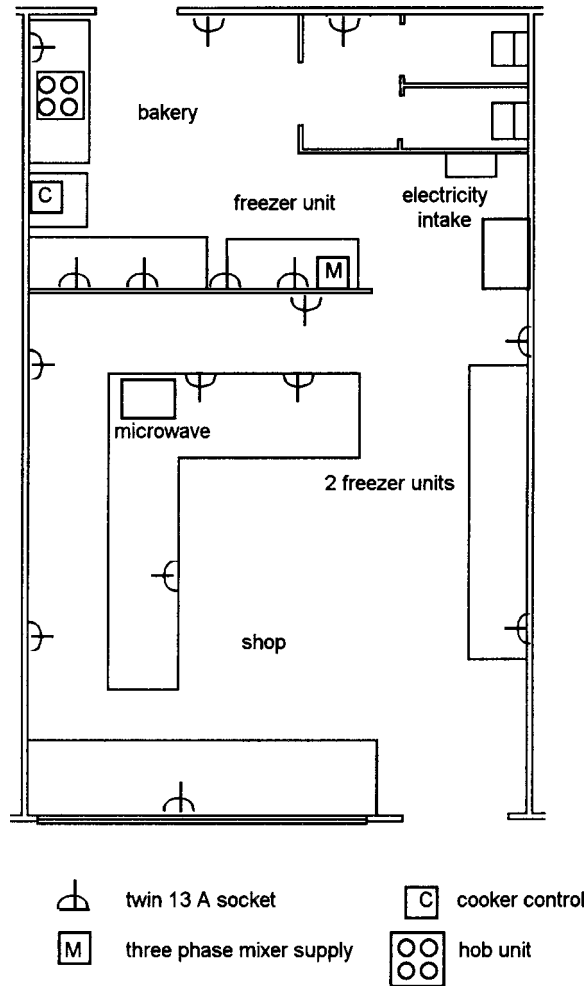 bakery
C
freezer unit
electricity
intake
M
microwave
2 freezer units
shop
twin 13 A socket
C cooker control
M three phase mixer supply
hob unit